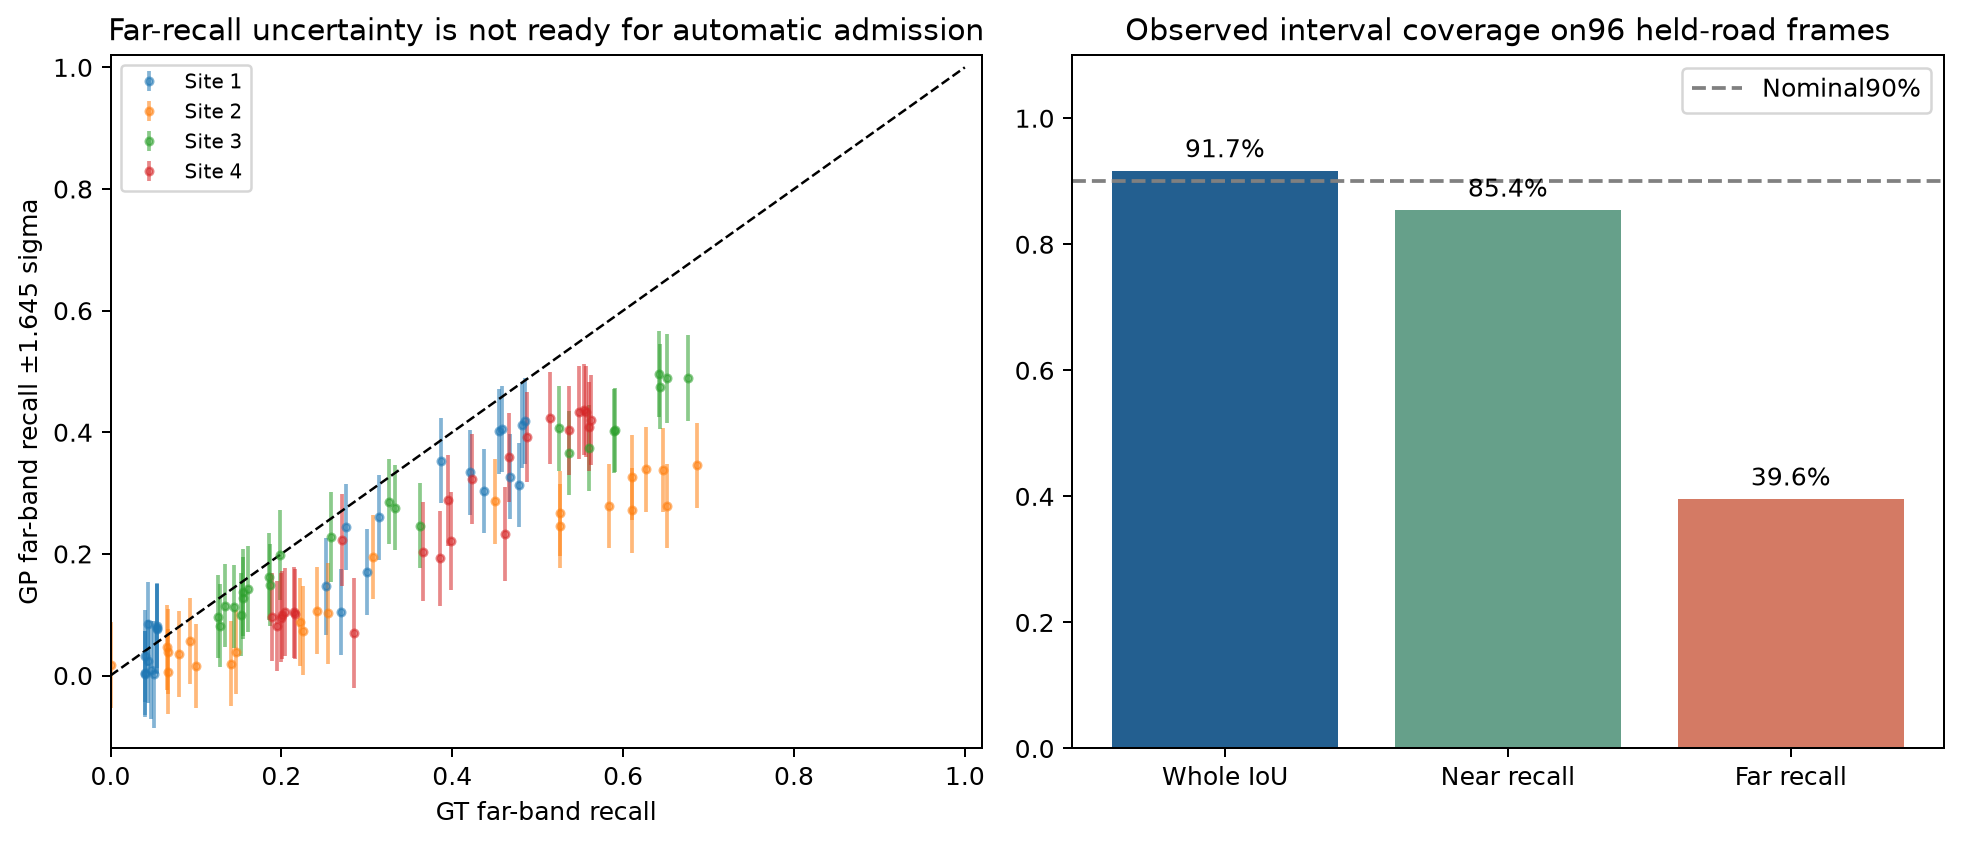 Far-recall uncertainty is not ready for automatic admission
1.0
0.8
0.6
0.4
0.2
0.0
GP far-band recall ±1.645 sigma
Site 1
Site 2
Site 3
Site 4
0.0 0.2 0.4 0.6 0.8 1.0
GT far-band recall
Observed interval coverage on96 held-road frames
1.0
0.8
0.6
0.4
0.2
0.0
Nominal90%
91.7%
85.4%
39.6%
Whole IoU Near recall Far recall